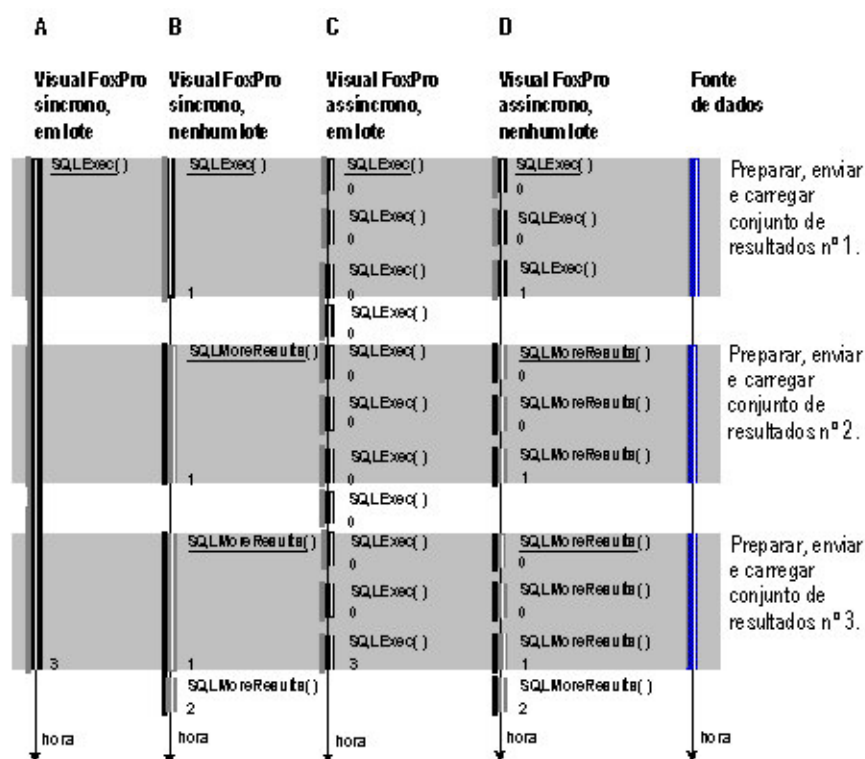 A B C D
Visual FoxPro síncrono, em lote
Visual FoxPro síncrono, nenhum lote
Visual FoxPro assíncrono, em lote
Visual FoxPro assíncrono, nenhum lote
Fonte de dados
SQLExec() SQLExec() SQLExec() SQLExec()
0 0
SQLExec() SQLExec()
0 0
SQLExec() SQLExec()
1 0 1
Preparar, enviar
e carregar
conjunto de
resultados nº 1.
SQLExec()
0
SQLMoreResults() SQLExec() SQLMoreResults()
0 0
SQLExec() SQLMoreResults()
0 0
SQLExec() SQLMoreResults()
1 0 1
Preparar, enviar
e carregar
conjunto de
resultados nº 2.
SQLExec()
0
SQLMoreResults() SQLExec() SQLMoreResults()
0 0
SQLExec() SQLMoreResults()
0 0
SQLExec() SQLMoreResults()
3 1 3 1
Preparar, enviar
e carregar
conjunto de
resultados nº 3.
SQLMoreResults() SQLMoreResults()
2 2
hora hora hora hora hora